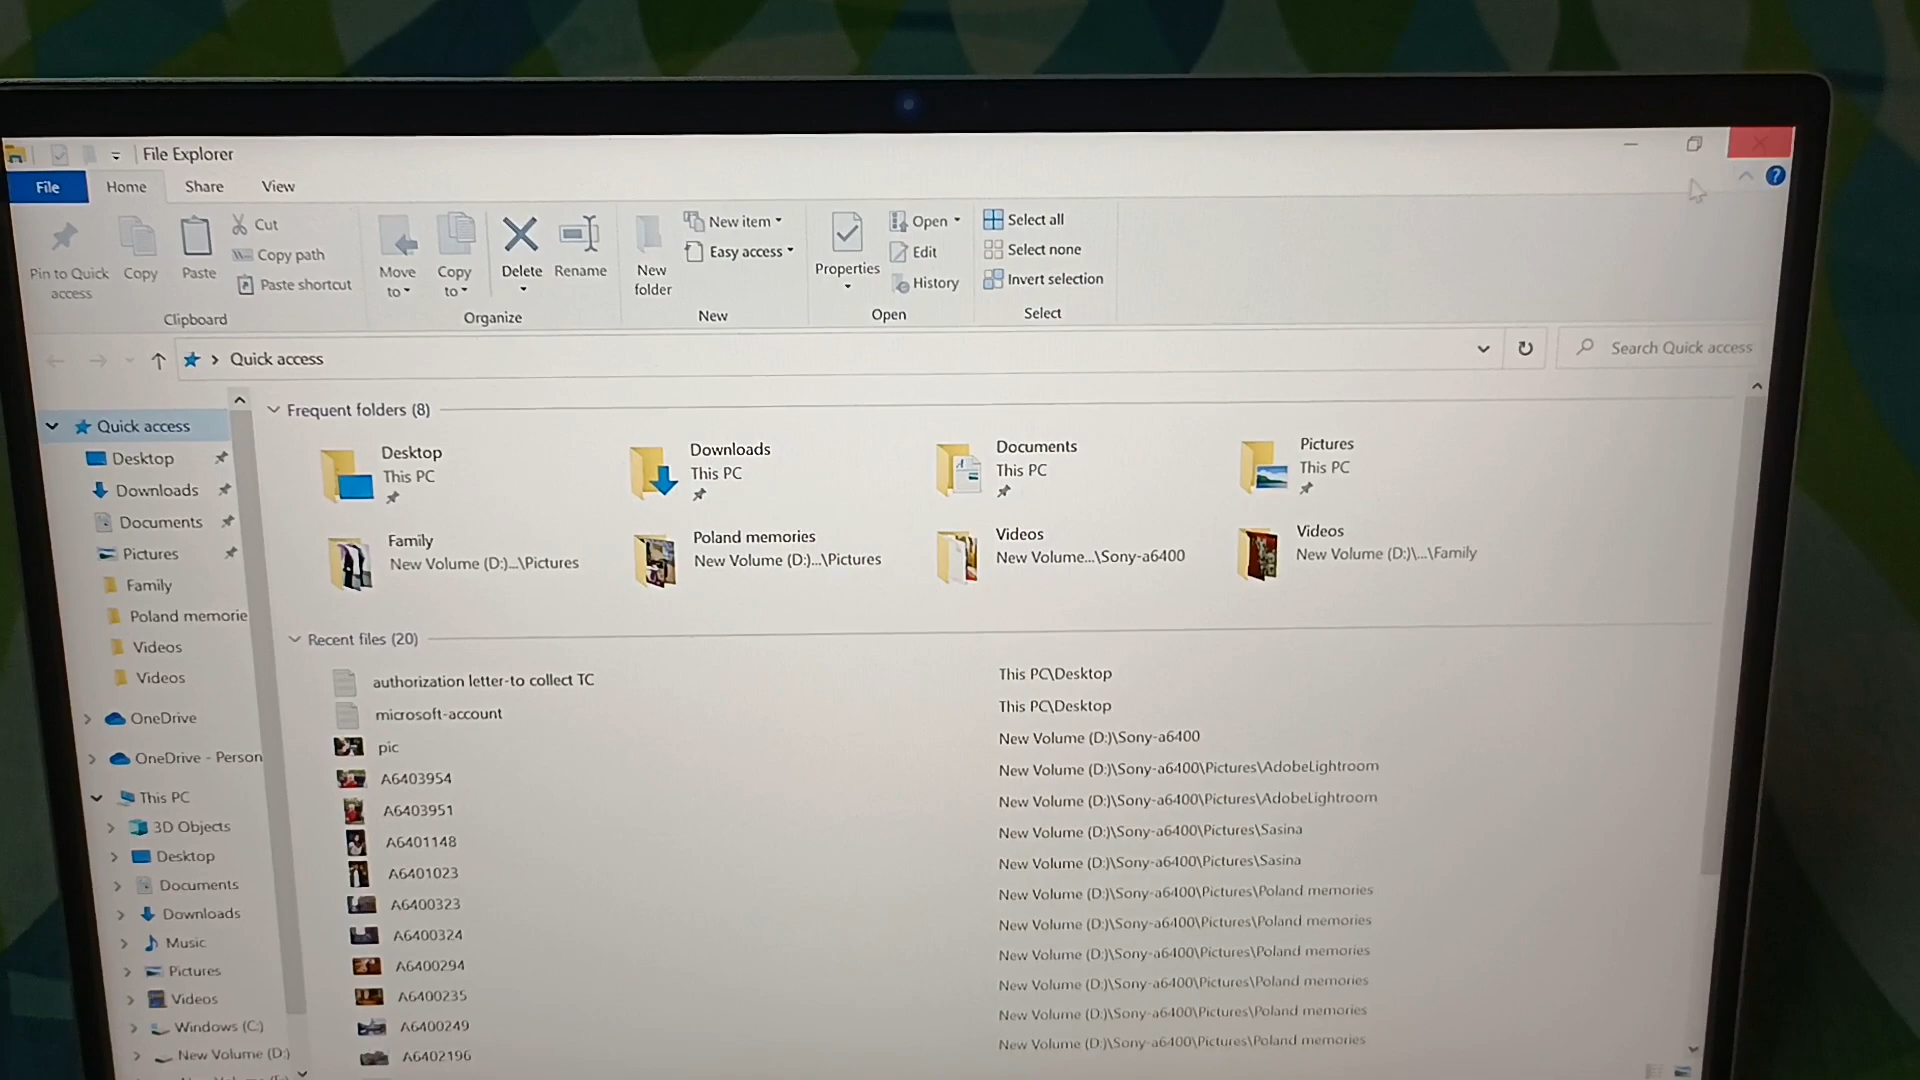 File Explorer
File Home Share View
Pin to Quick access
Copy
Paste
Cut
Copy path
Paste shortcut
Clipboard
Move to
Copy to
Delete
Rename
Organize
New folder
New item
Easy access
New
Properties
Open
Edit
History
Open
Select all
Select none
Invert selection
Select
Quick access
Search Quick access
Quick access
Desktop
Downloads
Documents
Pictures
Family
Poland memorie
Videos
Videos
OneDrive
OneDrive - Person
This PC
3D Objects
Desktop
Documents
Downloads
Music
Pictures
Videos
Windows (C:)
New Volume (D:)
Frequent folders (8)
Desktop
This PC
Downloads
This PC
Documents
This PC
Pictures
This PC
Family
New Volume (D:)...\Pictures
Poland memories
New Volume (D:)...\Pictures
Videos
New Volume...\Sony-a6400
Videos
New Volume (D:)\...\Family
Recent files (20)
authorization letter-to collect TC This PC\Desktop
microsoft-account This PC\Desktop
pic New Volume (D:)\Sony-a6400
A6403954 New Volume (D:)\Sony-a6400\Pictures\AdobeLightroom
A6403951 New Volume (D:)\Sony-a6400\Pictures\AdobeLightroom
A6401148 New Volume (D:)\Sony-a6400\Pictures\Sasina
A6401023 New Volume (D:)\Sony-a6400\Pictures\Sasina
A6400323 New Volume (D:)\Sony-a6400\Pictures\Poland memories
A6400324 New Volume (D:)\Sony-a6400\Pictures\Poland memories
A6400294 New Volume (D:)\Sony-a6400\Pictures\Poland memories
A6400235 New Volume (D:)\Sony-a6400\Pictures\Poland memories
A6400249 New Volume (D:)\Sony-a6400\Pictures\Poland memories
A6402196 New Volume (D:)\Sony-a6400\Pictures\Poland memories